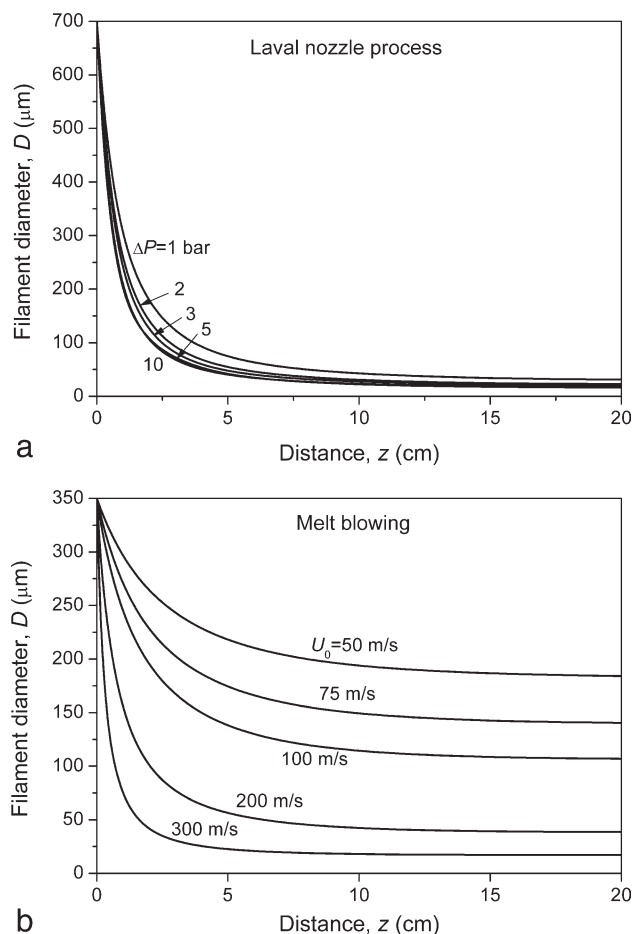 700
Laval nozzle process
600
500
400
300
ΔP=1 bar
200
2
3
100
5
10
0
0
5
10
15
20
Filament diameter, D (μm)
Distance, z (cm)
a
350
Melt blowing
300
250
U0=50 m/s
200
75 m/s
150
100 m/s
100
200 m/s
50
300 m/s
0
0
5
10
15
20
Filament diameter, D (μm)
Distance, z (cm)
b